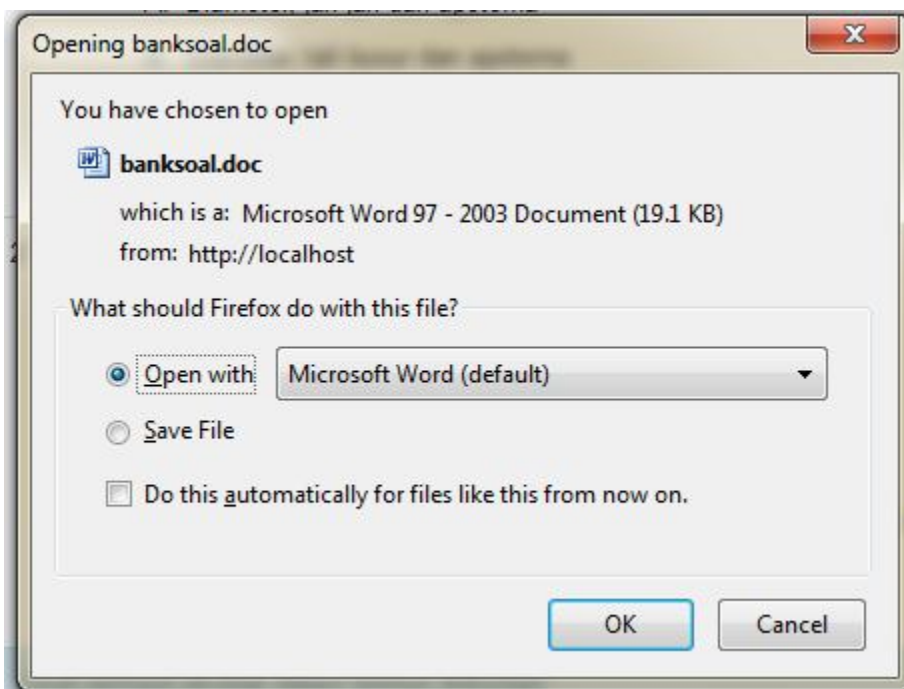 Opening banksoal.doc
You have chosen to open
banksoal.doc
which is a: Microsoft Word 97 - 2003 Document (19.1 KB)
from: http://localhost
What should Firefox do with this file?
Open with
Microsoft Word (default)
Save File
Do this automatically for files like this from now on.
OK
Cancel